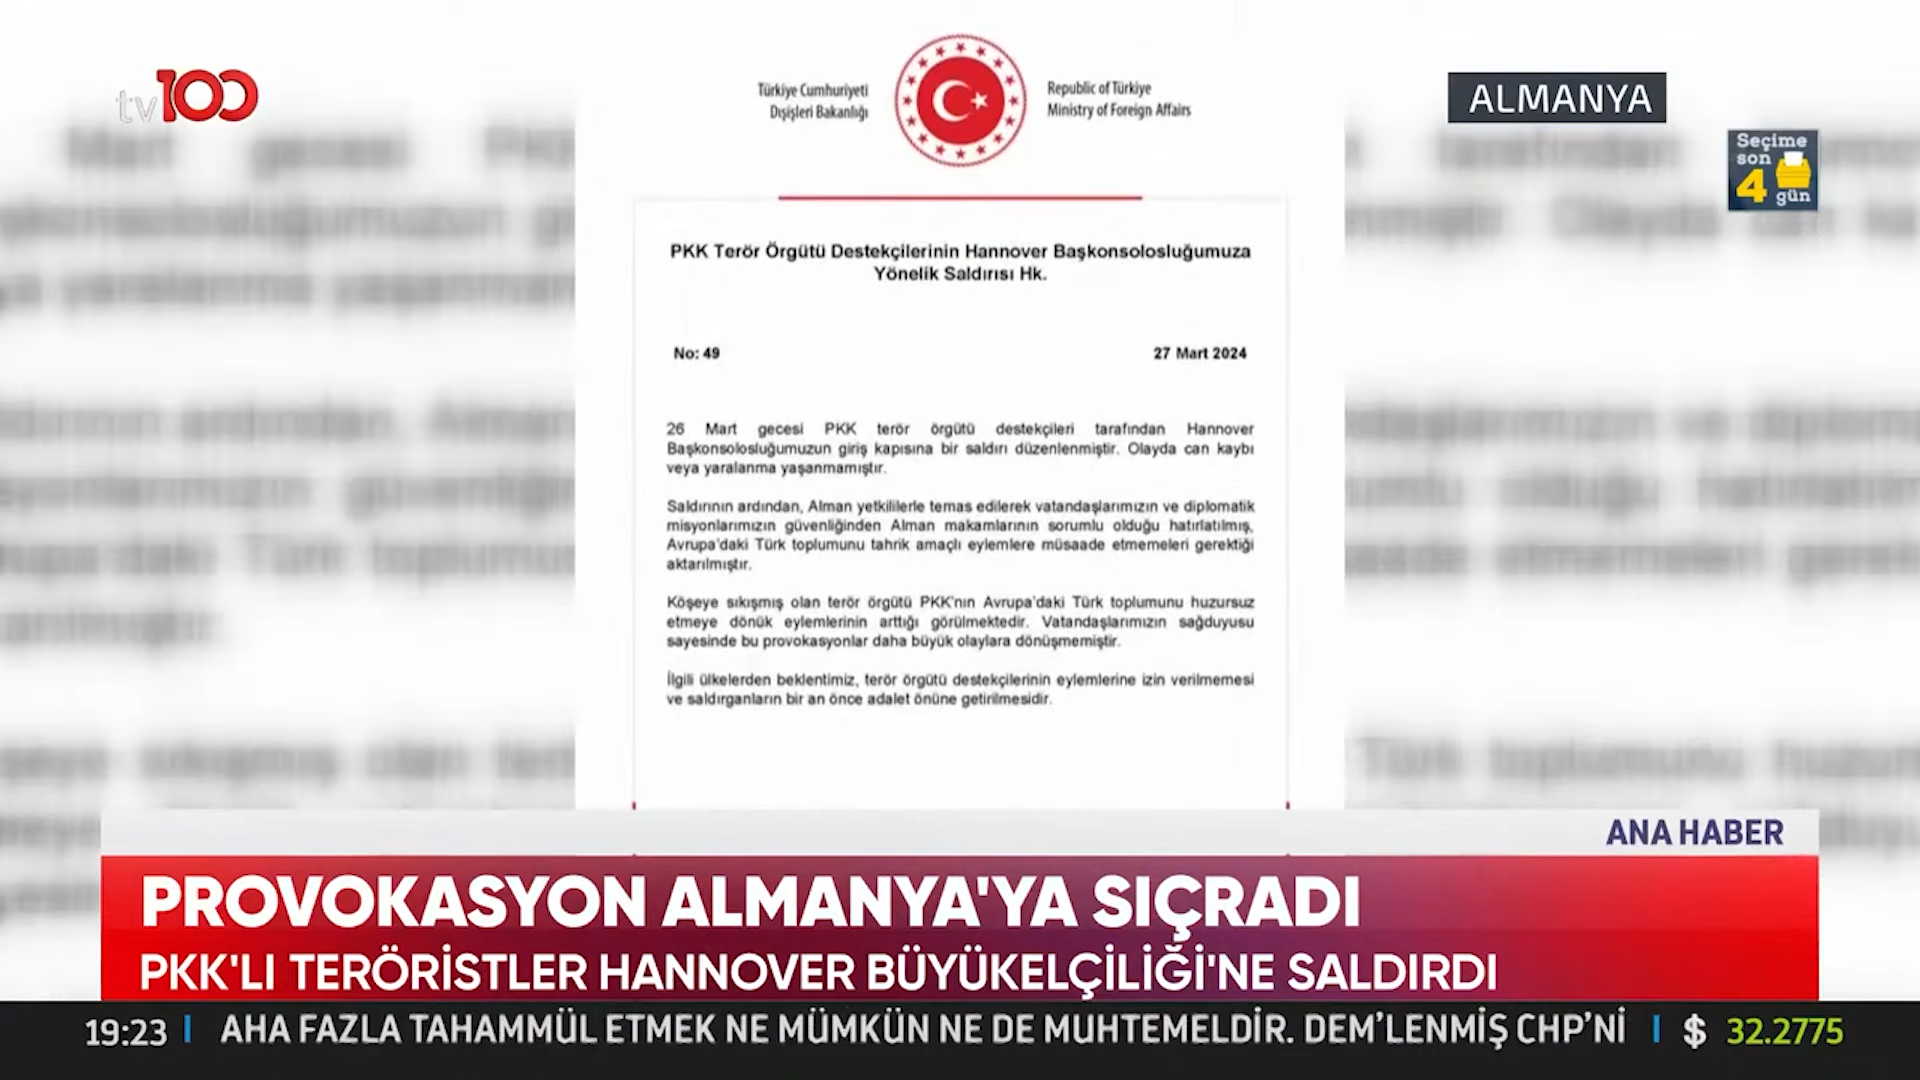 tv100
Türkiye Cumhuriyeti
Dışişleri Bakanlığı
Republic of Türkiye
Ministry of Foreign Affairs
ALMANYA
Seçime
son
4
gün
PKK Terör Örgütü Destekçilerinin Hannover Başkonsolosluğumuza
Yönelik Saldırısı Hk.
No: 49
27 Mart 2024
26 Mart gecesi PKK terör örgütü destekçileri tarafından Hannover
Başkonsolosluğumuzun giriş kapısına bir saldırı düzenlenmiştir. Olayda can kaybı
veya yaralanma yaşanmamıştır.
Saldırının ardından, Alman yetkililerle temas edilerek vatandaşlarımızın ve diplomatik
misyonlarımızın güvenliğinden Alman makamlarının sorumlu olduğu hatırlatılmış,
Avrupa'daki Türk toplumunu tahrik amaçlı eylemlere müsaade etmemeleri gerektiği
aktarılmıştır.
Köşeye sıkışmış olan terör örgütü PKK'nın Avrupa'daki Türk toplumunu huzursuz
etmeye dönük eylemlerinin arttığı görülmektedir. Vatandaşlarımızın sağduyusu
sayesinde bu provokasyonlar daha büyük olaylara dönüşmemiştir.
İlgili ülkelerden beklentimiz, terör örgütü destekçilerinin eylemlerine izin verilmemesi
ve saldırganların bir an önce adalet önüne getirilmesidir.
ANA HABER
PROVOKASYON ALMANYA'YA SIÇRADI
PKK'LI TERÖRİSTLER HANNOVER BÜYÜKELÇİLİĞİ'NE SALDIRDI
19:23 | AHA FAZLA TAHAMMÜL ETMEK NE MÜMKÜN NE DE MUHTEMELDİR. DEM'LENMİŞ CHP'Nİ | $ 32.2775